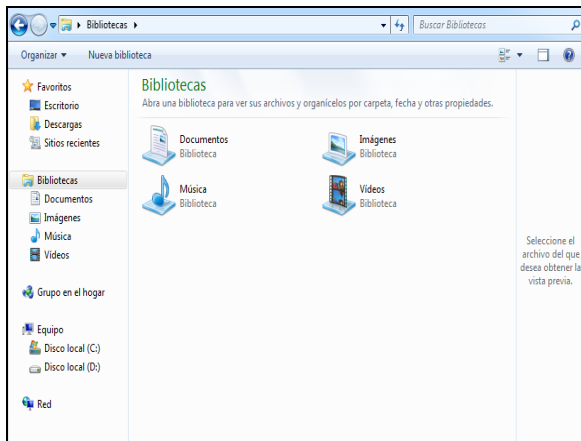 Bibliotecas
Buscar Bibliotecas
Organizar
Nueva biblioteca
Favoritos
Escritorio
Descargas
Sitios recientes
Bibliotecas
Documentos
Imágenes
Música
Vídeos
Grupo en el hogar
Equipo
Disco local (C:)
Disco local (D:)
Red
Bibliotecas
Abra una biblioteca para ver sus archivos y organícelos por carpeta, fecha y otras propiedades.
Documentos
Biblioteca
Imágenes
Biblioteca
Música
Biblioteca
Vídeos
Biblioteca
Seleccione el
archivo del que
desea obtener la
vista previa.